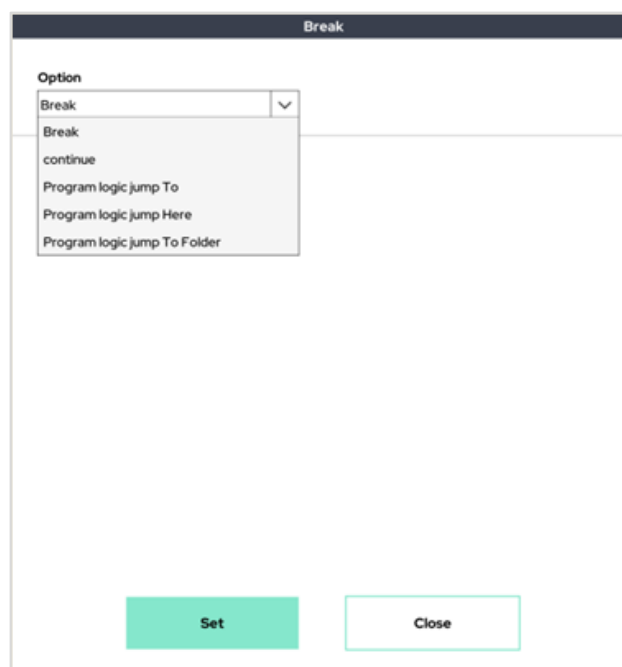 Break
Option
Break
Break
continue
Program logic jump To
Program logic jump Here
Program logic jump To Folder
Set
Close